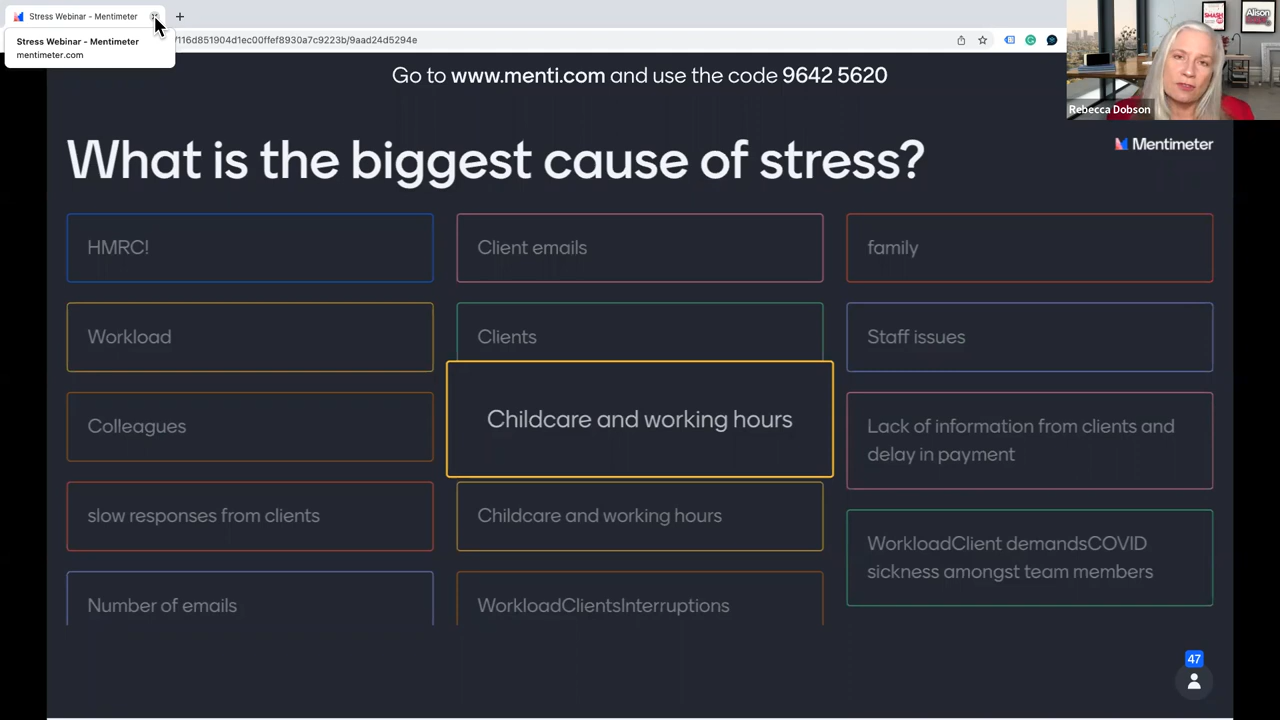 Stress Webinar - Mentimeter
Stress Webinar - Mentimeter
mentimeter.com
116d851904d1ec00ffef8930a7c9223b/9aad24d5294e
Go to www.menti.com and use the code 9642 5620
SMASH
Alison
Rebecca Dobson
What is the biggest cause of stress?
Mentimeter
HMRC!
Client emails
family
Workload
Clients
Staff issues
Colleagues
Childcare and working hours
Lack of information from clients and
delay in payment
slow responses from clients
Childcare and working hours
WorkloadClient demandsCOVID
sickness amongst team members
Number of emails
WorkloadClientsInterruptions
47